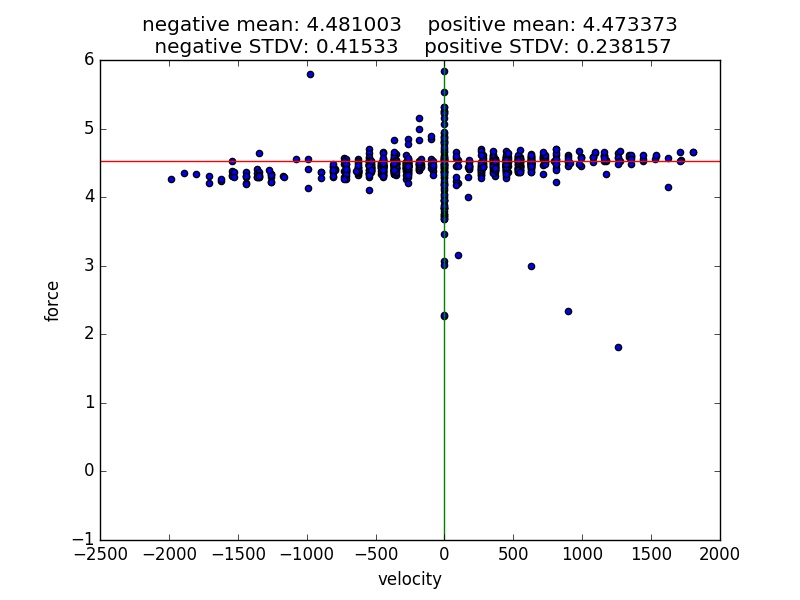 negative mean: 4.481003 positive mean: 4.473373
negative STDV: 0.41533 positive STDV: 0.238157
6
5
4
3
2
1
0
−1
force
−2500 −2000 −1500 −1000 −500 0 500 1000 1500 2000
velocity